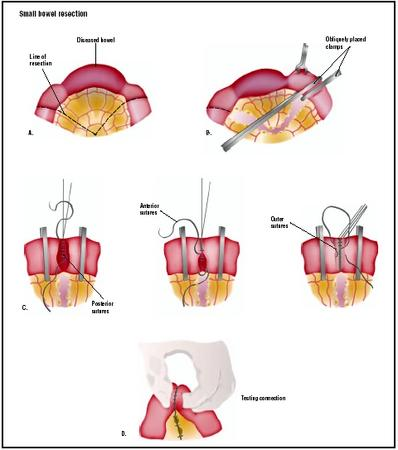 Small bowel resection
Diseased bowel
Line of
resection
A.
Obliquely placed
clamps
B.
Anterior
sutures
Outer
sutures
Posterior
sutures
C.
Testing connection
D.